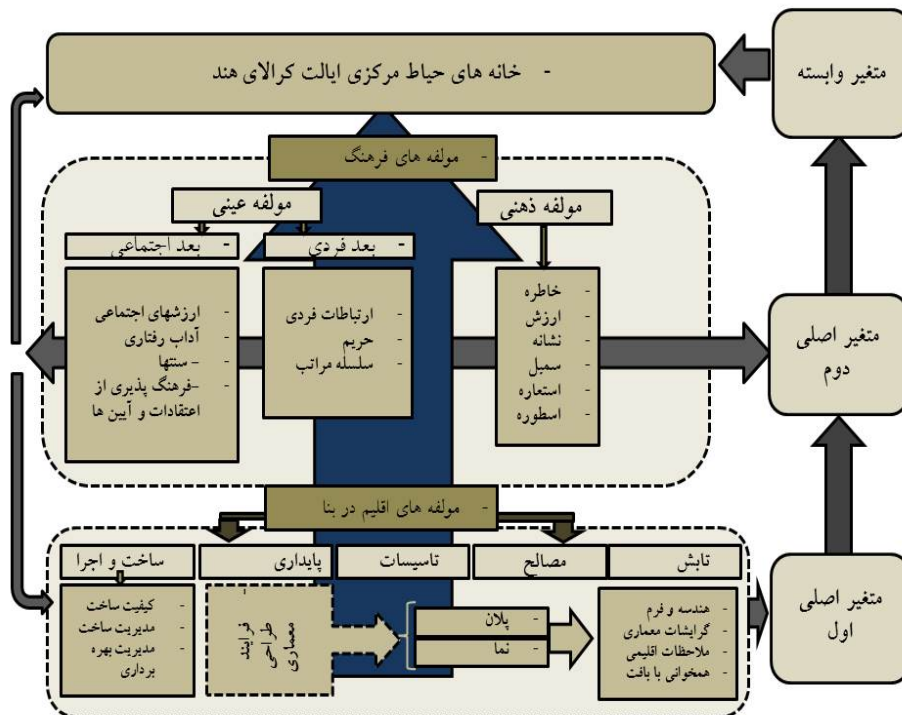 متغیر وابسته
- خانه های حیاط مرکزی ایالت کرالای هند
- مولفه های فرهنگ
مولفه ذهنی
مولفه عینی
- بعد فردی
- بعد اجتماعی
- خاطره
- ارزش
- نشانه
- سمبل
- استعاره
- اسطوره
- ارتباطات فردی
- حریم
- سلسله مراتب
- ارزشهای اجتماعی
- آداب رفتاری
- – سنتها
- –فرهنگ پذیری از
- اعتقادات و آیین ها
متغیر اصلی
دوم
- مولفه های اقلیم در بنا
تابش
مصالح
تاسیسات
پایداری
ساخت و اجرا
- هندسه و فرم
- گرایشات معماری
- ملاحظات اقلیمی
- همخوانی با بافت
- پلان
- نما
- فرایند
طراحی
معماری
- کیفیت ساخت
- مدیریت ساخت
- مدیریت بهره
برداری
متغیر اصلی
اول